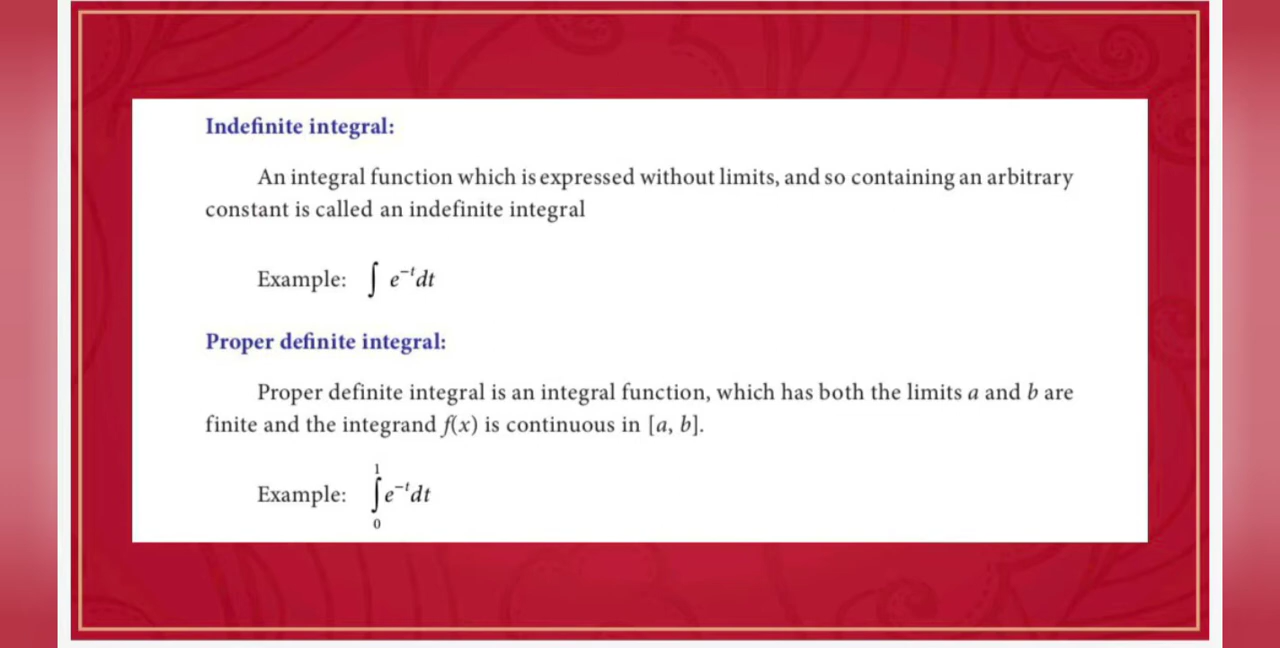 Indefinite integral:
An integral function which is expressed without limits, and so containing an arbitrary
constant is called an indefinite integral
Example: ∫ e⁻ᵗdt
Proper definite integral:
Proper definite integral is an integral function, which has both the limits a and b are
finite and the integrand f(x) is continuous in [a, b].
1
Example: ∫e⁻ᵗdt
0